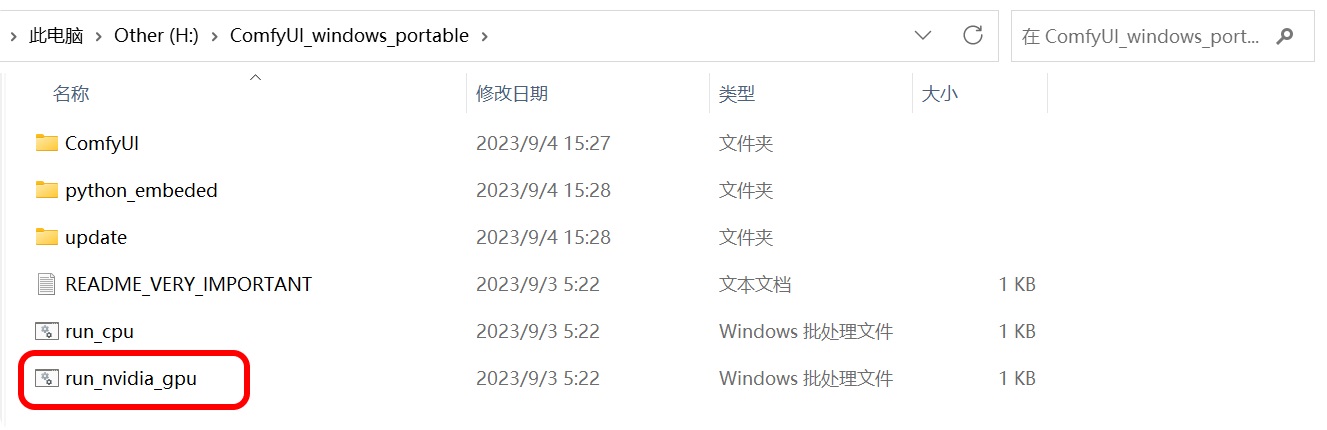 此电脑 Other (H:) ComfyUI_windows_portable 在 ComfyUI_windows_port...
名称 修改日期 类型 大小
ComfyUI 2023/9/4 15:27 文件夹
python_embeded 2023/9/4 15:28 文件夹
update 2023/9/4 15:28 文件夹
README_VERY_IMPORTANT 2023/9/3 5:22 文本文档 1 KB
run_cpu 2023/9/3 5:22 Windows 批处理文件 1 KB
run_nvidia_gpu 2023/9/3 5:22 Windows 批处理文件 1 KB